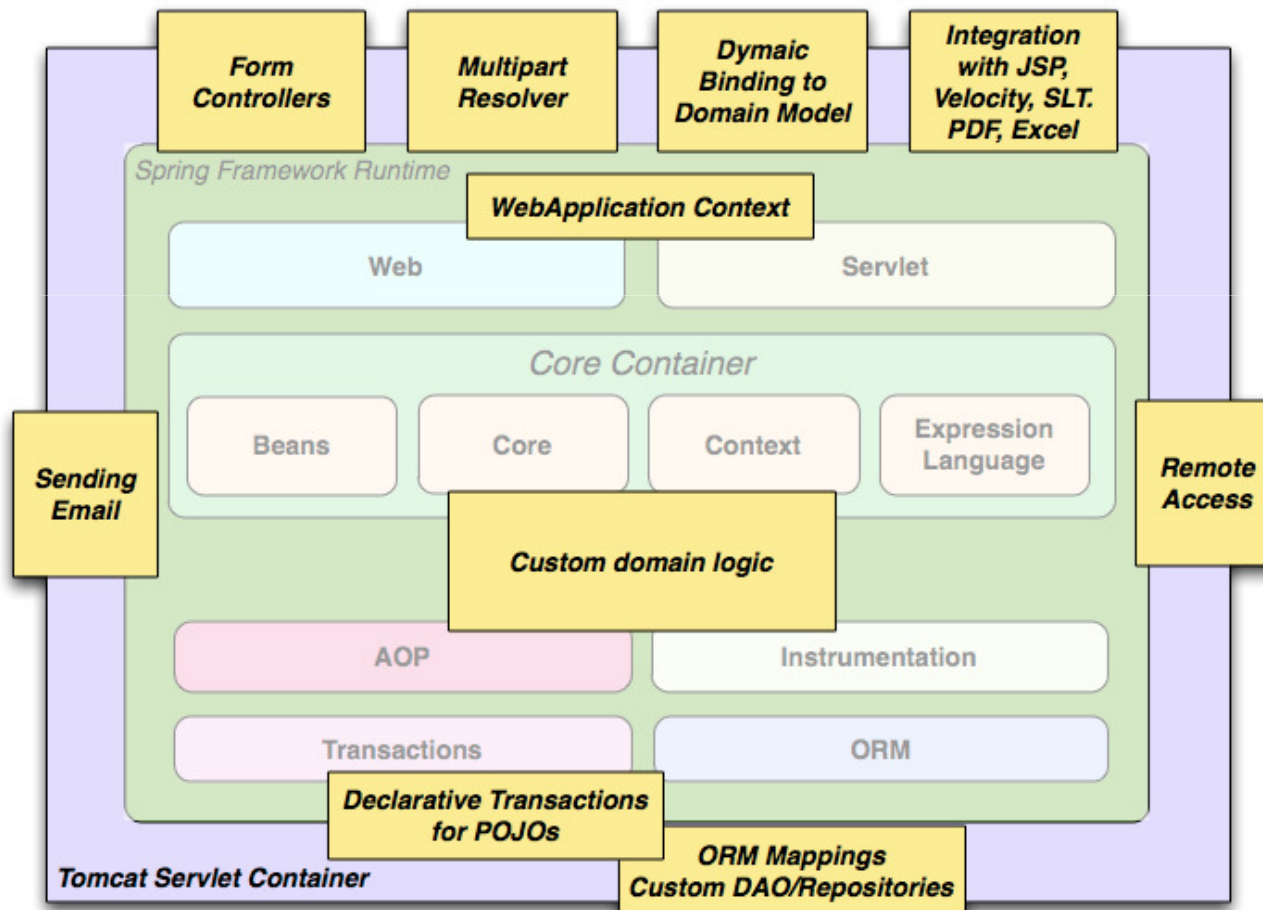 Form
Controllers
Multipart
Resolver
Dymaic
Binding to
Domain Model
Integration
with JSP,
Velocity, SLT.
PDF, Excel
Spring Framework Runtime
WebApplication Context
Web
Servlet
Core Container
Beans
Core
Context
Expression
Language
Sending
Email
Remote
Access
Custom domain logic
AOP
Instrumentation
Transactions
ORM
Declarative Transactions
for POJOs
ORM Mappings
Custom DAO/Repositories
Tomcat Servlet Container